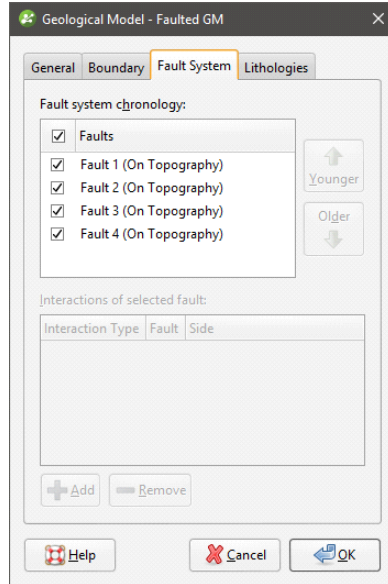 Geological Model - Faulted GM
General Boundary Fault System Lithologies
Fault system chronology:
Faults
Fault 1 (On Topography)
Fault 2 (On Topography)
Fault 3 (On Topography)
Fault 4 (On Topography)
Younger
Older
Interactions of selected fault:
Interaction Type Fault Side
Add Remove
Help Cancel OK